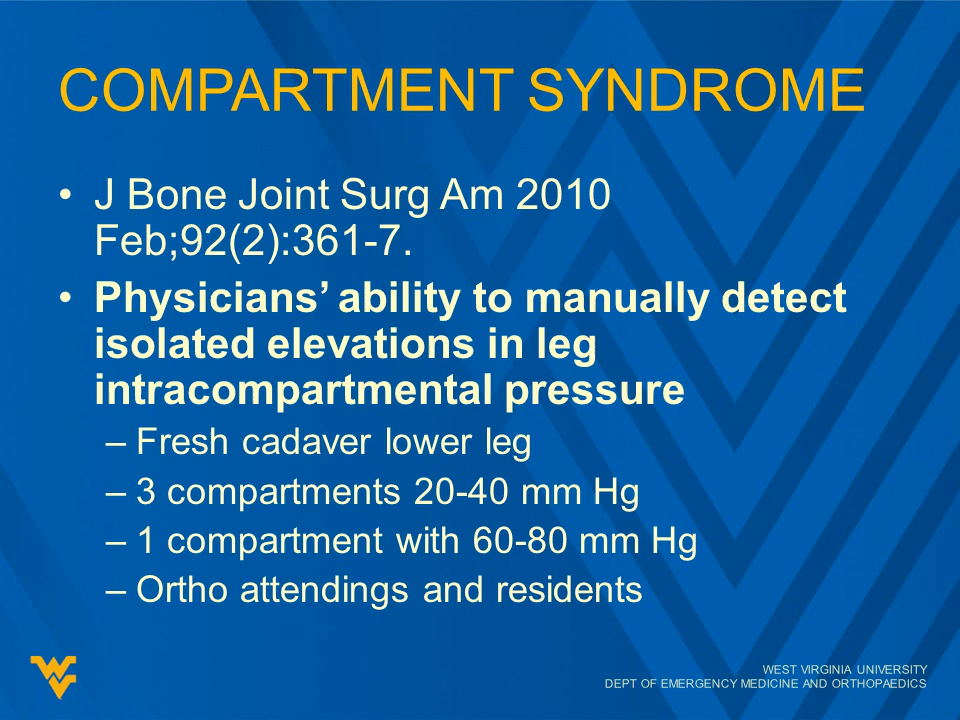 COMPARTMENT SYNDROME
• J Bone Joint Surg Am 2010
Feb;92(2):361-7.
• Physicians’ ability to manually detect
isolated elevations in leg
intracompartmental pressure
– Fresh cadaver lower leg
– 3 compartments 20-40 mm Hg
– 1 compartment with 60-80 mm Hg
– Ortho attendings and residents
WEST VIRGINIA UNIVERSITY
DEPT OF EMERGENCY MEDICINE AND ORTHOPAEDICS